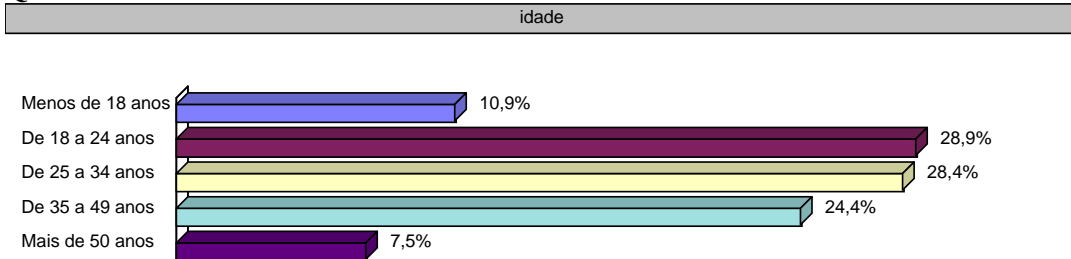 idade
Menos de 18 anos 10,9%
De 18 a 24 anos 28,9%
De 25 a 34 anos 28,4%
De 35 a 49 anos 24,4%
Mais de 50 anos 7,5%